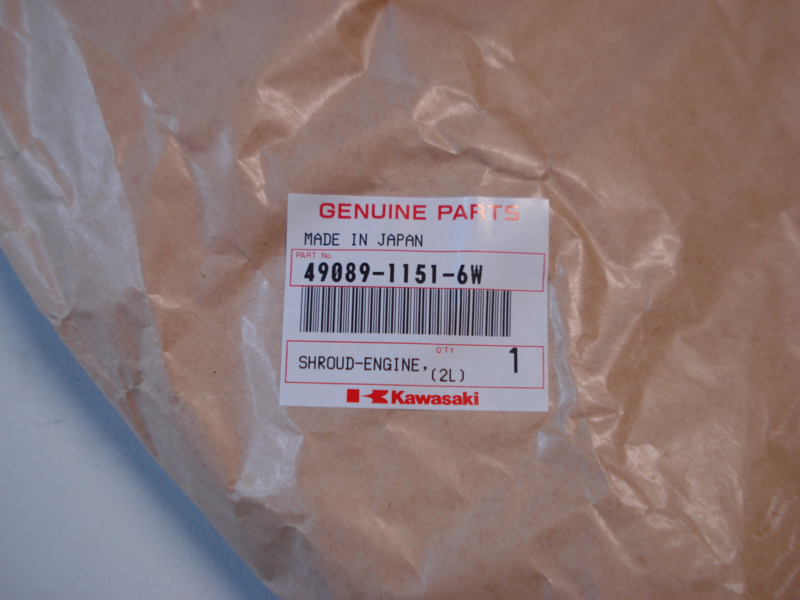 GENUINE PARTS
MADE IN JAPAN
PART No.
49089-1151-6W
Q'TY
SHROUD-ENGINE,(2L) 1
Kawasaki